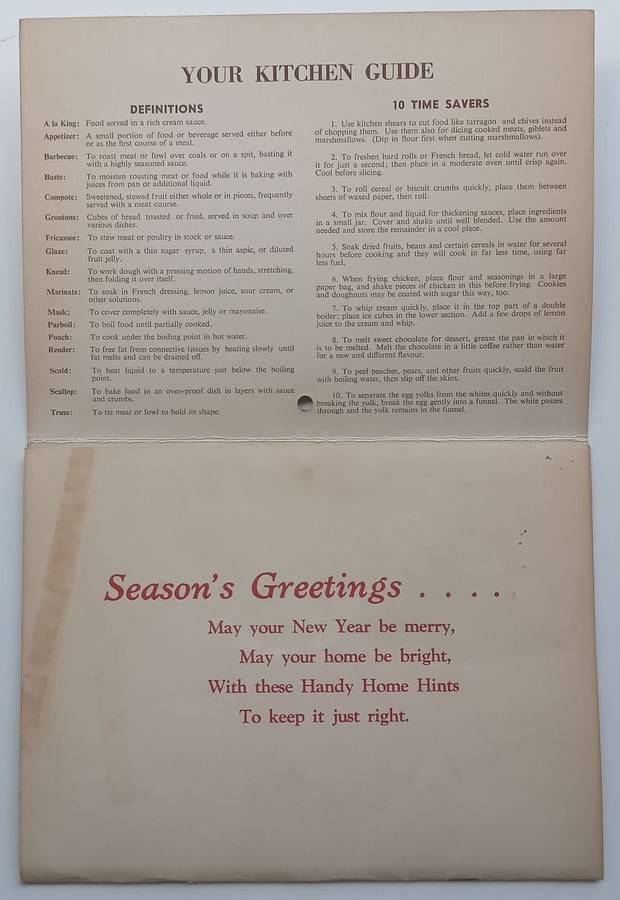 YOUR KITCHEN GUIDE
DEFINITIONS
A la King: Food served in a rich cream sauce.
Appetizer: A small portion of food or beverage served either before
or as the first course of a meal.
Barbecue: To roast meat or fowl over coals or on a spit, basting it
with a highly seasoned sauce.
Baste: To moisten roasting meat or food while it is baking with
juices from pan or additional liquid.
Compote: Sweetened, stewed fruit either whole or in pieces, frequently
served with a meat course.
Groutons: Cubes of bread toasted or fried, served in soup and over
various dishes.
Fricassee: To stew meat or poultry in stock or sauce.
Glaze: To coat with a thin sugar syrup, a thin aspic, or diluted
fruit jelly.
Knead: To work dough with a pressing motion of hands, stretching,
then folding it over itself.
Marinate: To soak in French dressing, lemon juice, sour cream, or
other solutions.
Mask: To cover completely with sauce, jelly or mayonaise.
Parboil: To boil food until partially cooked.
Poach: To cook under the boiling point in hot water.
Render: To free fat from connective tissues by heating slowly until
fat melts and can be drained off.
Scald: To heat liquid to a temperature just below the boiling
point.
Scallop: To bake food in an oven-proof dish in layers with sauce
and crumbs.
Truss: To tie meat or fowl to hold its shape.
10 TIME SAVERS
1. Use kitchen shears to cut food like tarragon and chives instead
of chopping them. Use them also for dicing cooked meats, giblets and
marshmallows. (Dip in flour first when cutting marshmallows).
2. To freshen hard rolls or French bread, let cold water run over
it for just a second; then place in a moderate oven until crisp again.
Cool before slicing.
3. To roll cereal or biscuit crumbs quickly, place them between
sheets of waxed paper, then roll.
4. To mix flour and liquid for thickening sauces, place ingredients
in a small jar. Cover and shake until well blended. Use the amount
needed and store the remainder in a cool place.
5. Soak dried fruits, beans and certain cereals in water for several
hours before cooking and they will cook in far less time, using far
less fuel.
6. When frying chicken, place flour and seasonings in a large
paper bag, and shake pieces of chicken in this before frying. Cookies
and doughnuts may be coated with sugar this way, too.
7. To whip cream quickly, place it in the top part of a double
boiler; place ice cubes in the lower section. Add a few drops of lemon
juice to the cream and whip.
8. To melt sweet chocolate for dessert, grease the pan in which it
is to be melted. Melt the chocolate in a little coffee rather than water
for a new and different flavour.
9. To peel peaches, pears, and other fruits quickly, scald the fruit
with boiling water, then slip off the skins.
10. To separate the egg yolks from the whites quickly and without
breaking the yolk, break the egg gently into a funnel. The white passes
through and the yolk remains in the funnel.
Season's Greetings . . . .
May your New Year be merry,
May your home be bright,
With these Handy Home Hints
To keep it just right.